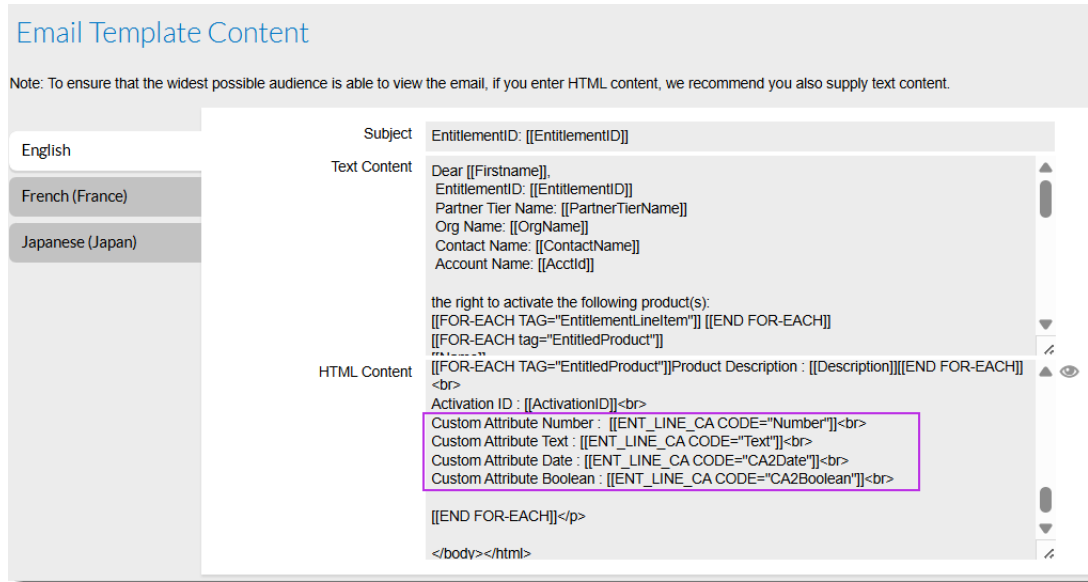 Email Template Content
Note: To ensure that the widest possible audience is able to view the email, if you enter HTML content, we recommend you also supply text content.
English
French (France)
Japanese (Japan)
Subject
EntitlementID: [[EntitlementID]]
Text Content
Dear [[Firstname]],
EntitlementID: [[EntitlementID]]
Partner Tier Name: [[PartnerTierName]]
Org Name: [[OrgName]]
Contact Name: [[ContactName]]
Account Name: [[AcctId]]
the right to activate the following product(s):
[[FOR-EACH TAG="EntitlementLineItem"]] [[END FOR-EACH]]
[[FOR-EACH tag="EntitledProduct"]]
[[Name]]
HTML Content
[[FOR-EACH TAG="EntitledProduct"]]Product Description : [[Description]][[END FOR-EACH]]
<br>
Activation ID : [[ActivationID]]<br>
Custom Attribute Number :  [[ENT_LINE_CA CODE="Number"]]<br>
Custom Attribute Text : [[ENT_LINE_CA CODE="Text"]]<br>
Custom Attribute Date : [[ENT_LINE_CA CODE="CA2Date"]]<br>
Custom Attribute Boolean : [[ENT_LINE_CA CODE="CA2Boolean"]]<br>
[[END FOR-EACH]]</p>
</body></html>